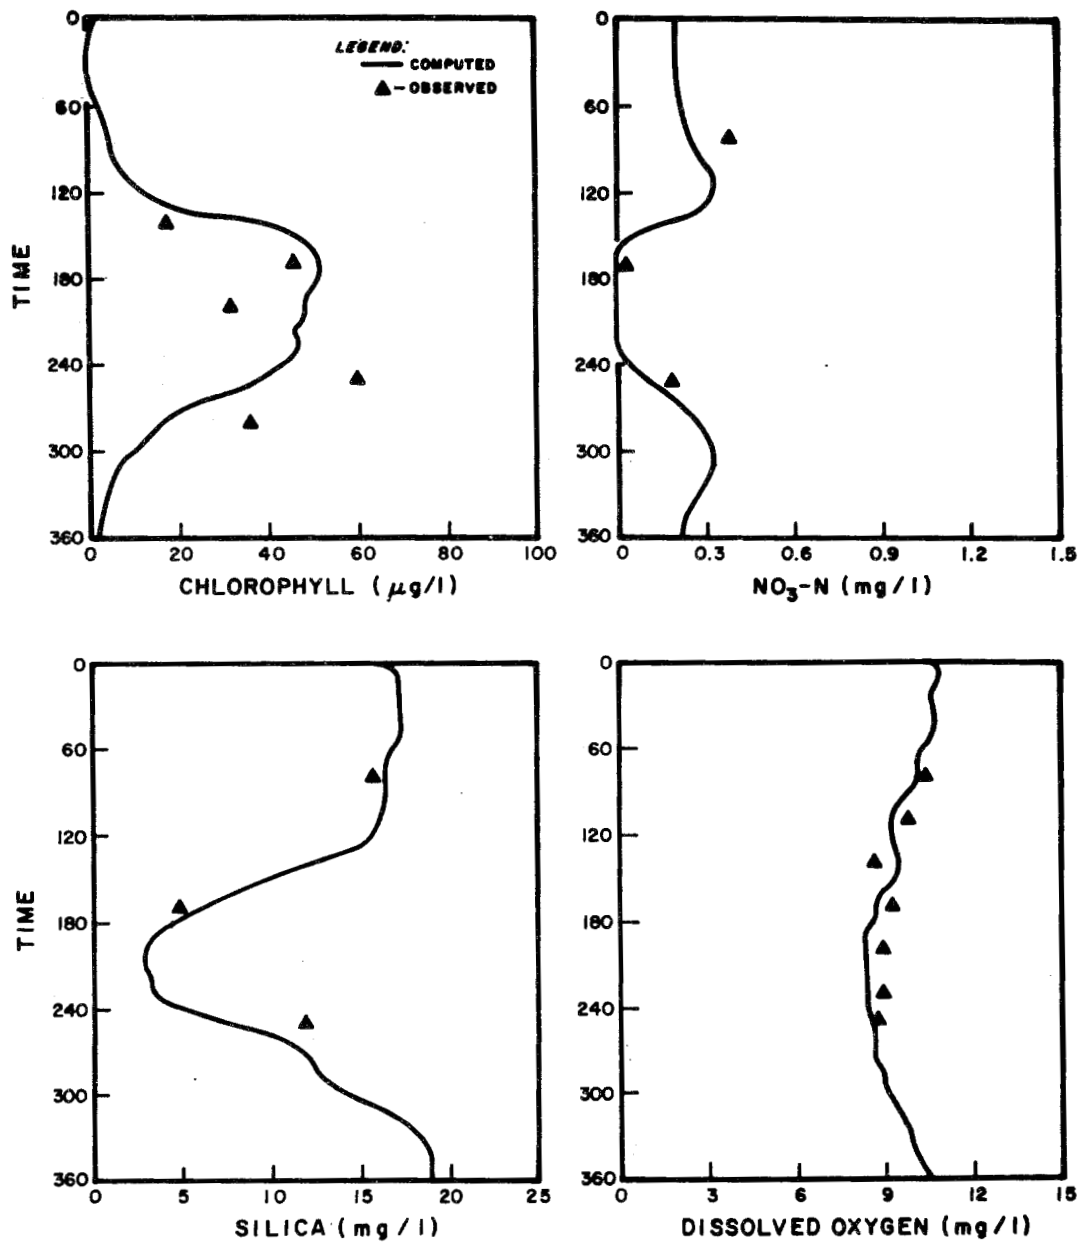 LEGEND:
— COMPUTED
▲-OBSERVED
TIME
0
60
120
180
240
300
360
0 20 40 60 80 100
CHLOROPHYLL (μg/l)
0
60
120
180
240
300
360
0 0.3 0.6 0.9 1.2 1.5
NO3-N (mg/l)
TIME
0
60
120
180
240
300
360
0 5 10 15 20 25
SILICA (mg/l)
0
60
120
180
240
300
360
0 3 6 9 12 15
DISSOLVED OXYGEN (mg/l)